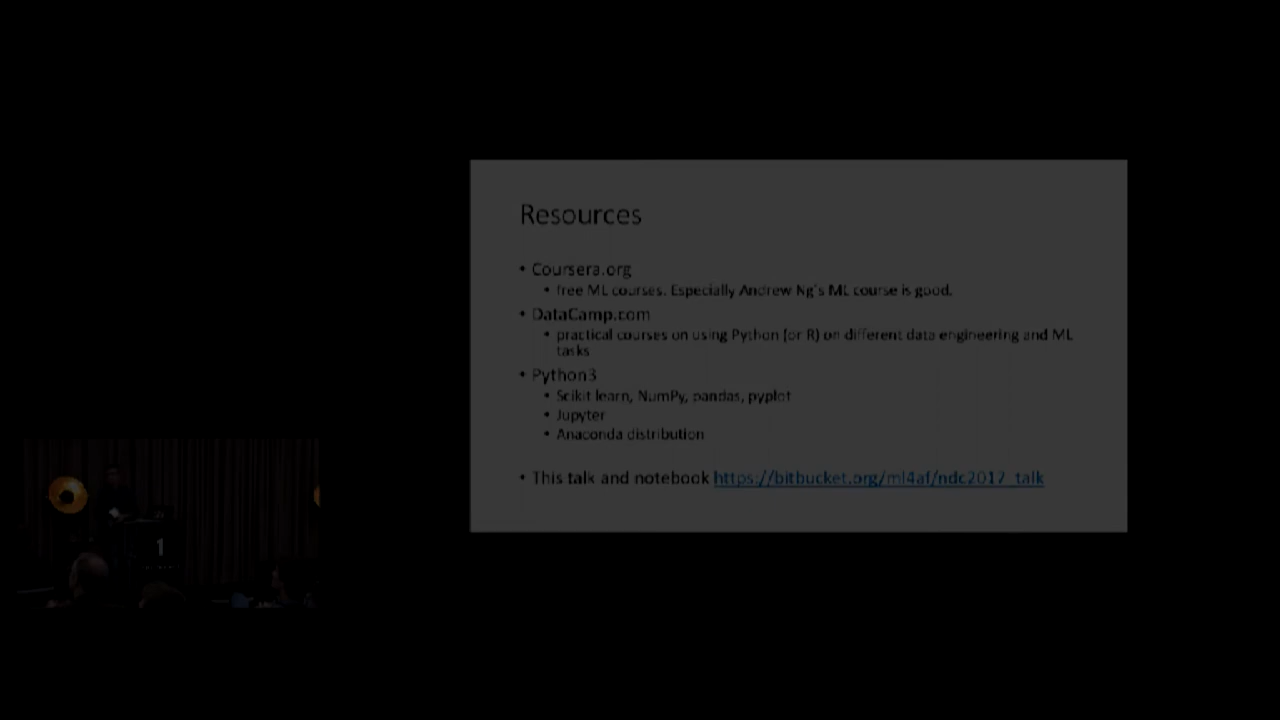 Resources
• Coursera.org
• free ML courses. Especially Andrew Ng's ML course is good.
• DataCamp.com
• practical courses on using Python (or R) on different data engineering and ML
tasks
• Python3
• Scikit learn, NumPy, pandas, pyplot
• Jupyter
• Anaconda distribution
• This talk and notebook https://bitbucket.org/ml4af/ndc2017_talk
1